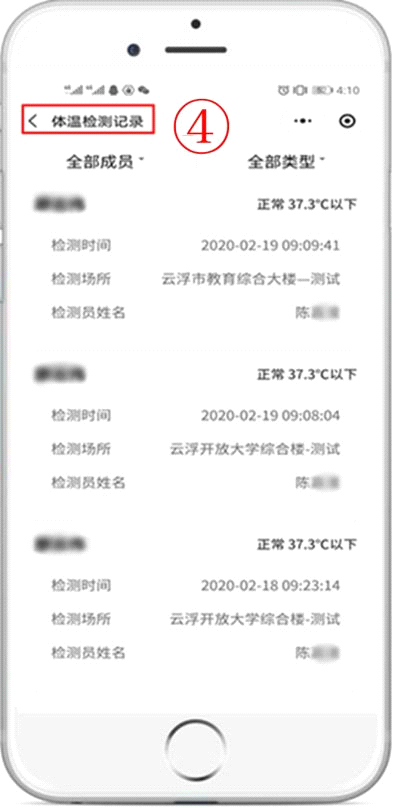 4:10
体温检测记录
④
全部成员 全部类型
正常 37.3℃以下
检测时间 2020-02-19 09:09:41
检测场所 云浮市教育综合大楼—测试
检测员姓名 陈
正常 37.3℃以下
检测时间 2020-02-19 09:08:04
检测场所 云浮开放大学综合楼-测试
检测员姓名 陈
正常 37.3℃以下
检测时间 2020-02-18 09:23:14
检测场所 云浮开放大学综合楼-测试
检测员姓名 陈